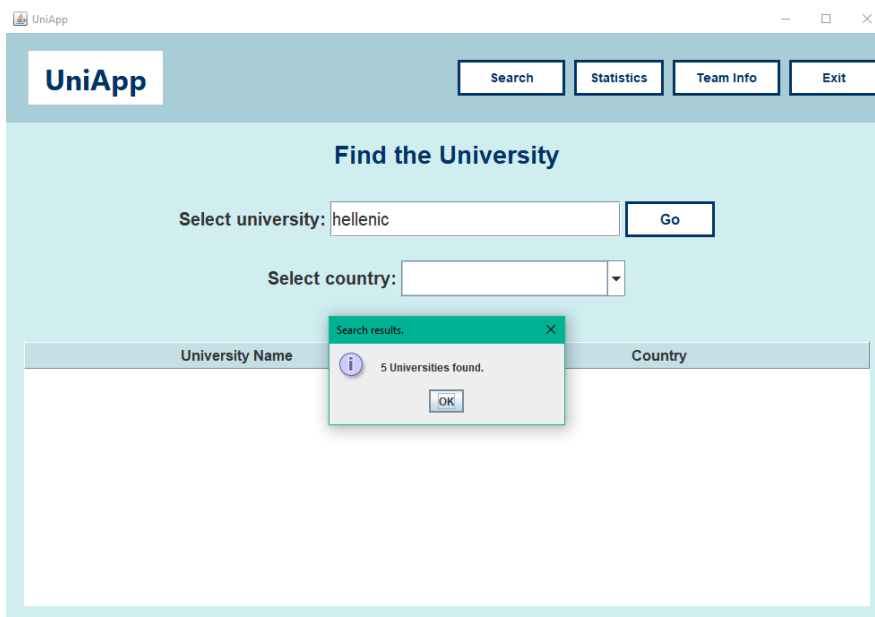 UniApp
UniApp
Search Statistics Team Info Exit
Find the University
Select university: hellenic Go
Select country:
Search results.
University Name Country
i 5 Universities found.
OK